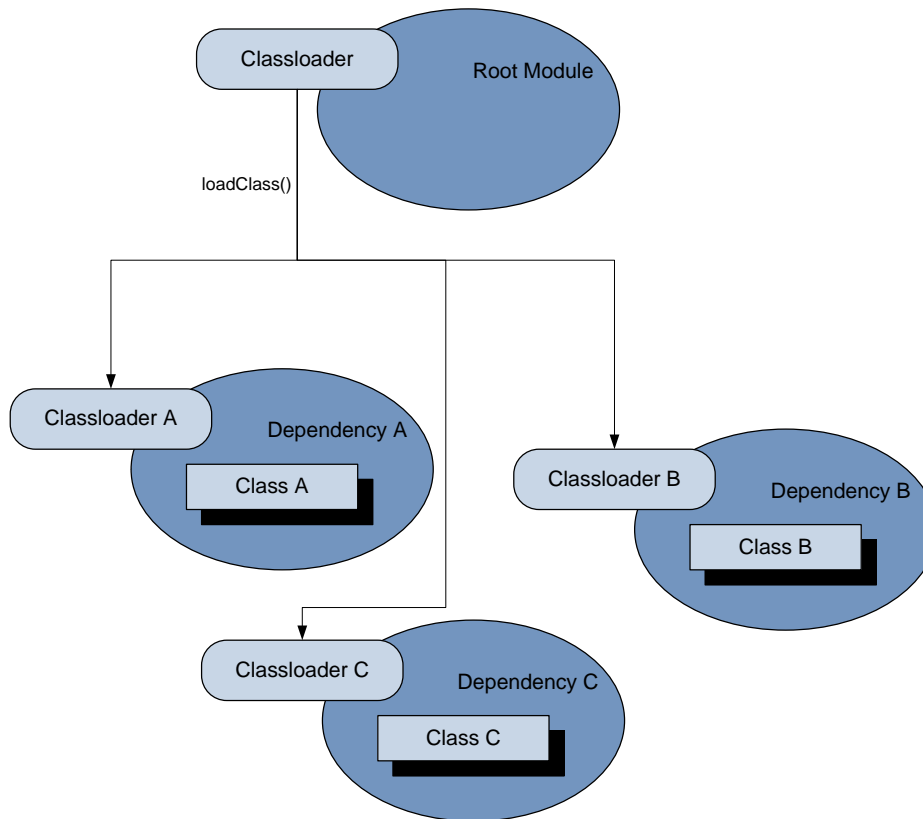 Classloader
Root Module
loadClass()
Classloader A
Dependency A
Class A
Classloader B
Dependency B
Class B
Classloader C
Dependency C
Class C